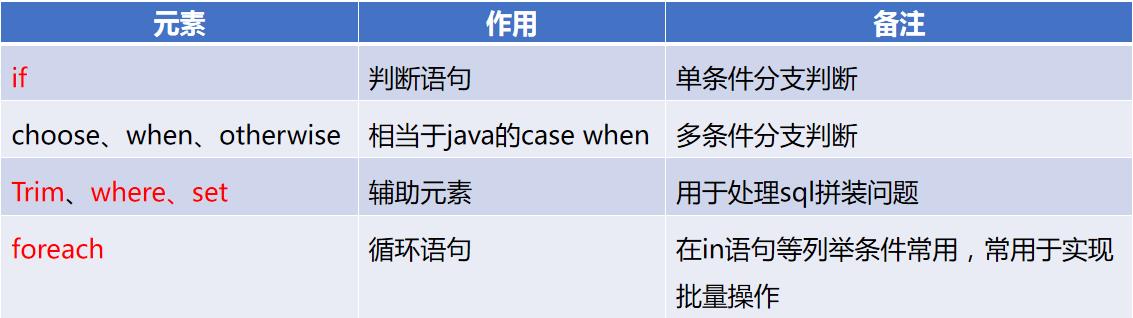 元素 作用 备注
if 判断语句 单条件分支判断
choose、when、otherwise 相当于java的case when 多条件分支判断
Trim、where、set 辅助元素 用于处理sql拼装问题
foreach 循环语句 在in语句等列举条件常用，常用于实现
批量操作